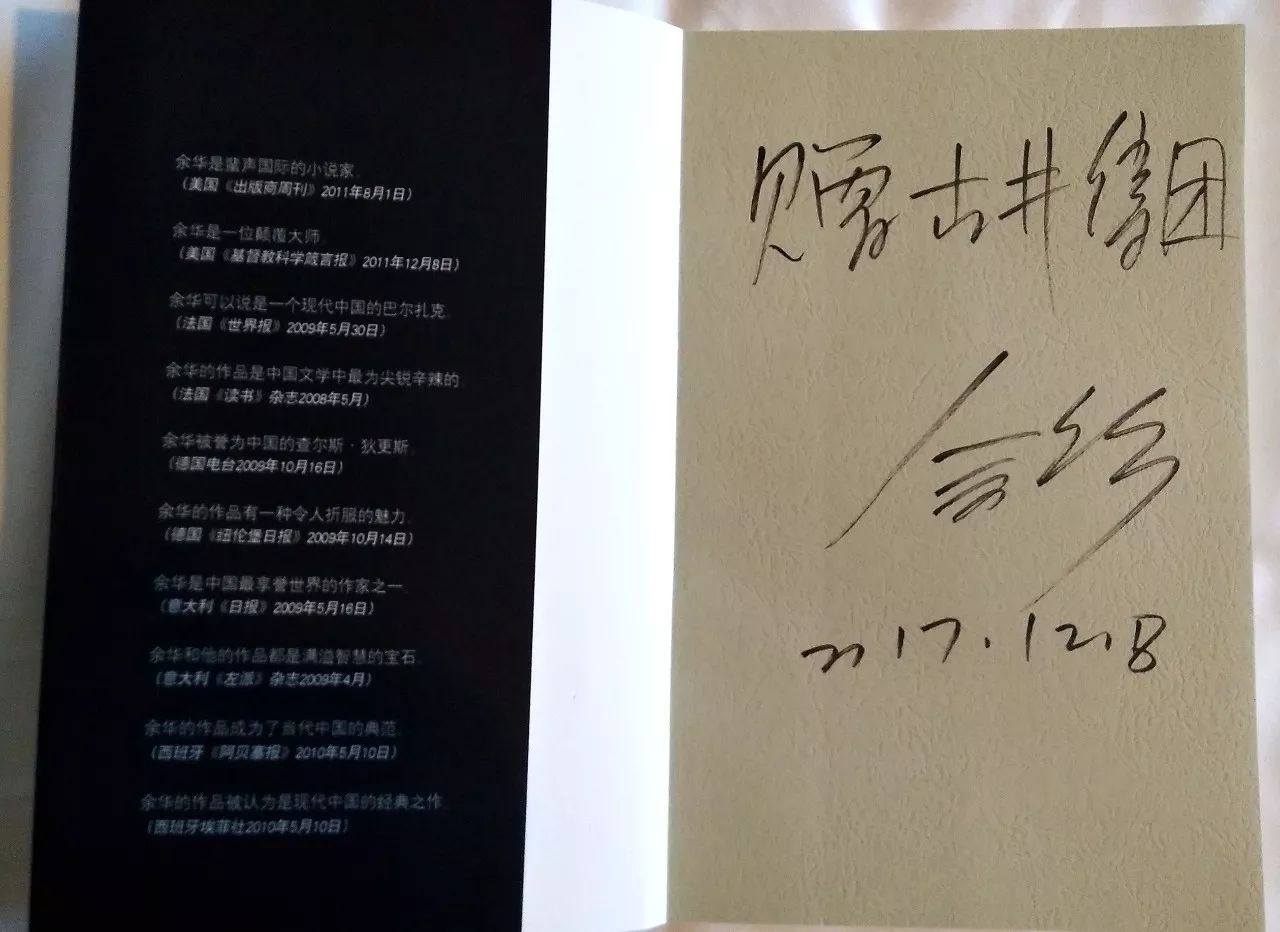 余华是蜚声国际的小说家。
（美国《出版商周刊》2011年8月1日）
余华是一位颠覆大师。
（美国《基督教科学箴言报》2011年12月8日）
余华可以说是一个现代中国的巴尔扎克。
（法国《世界报》2009年5月30日）
余华的作品是中国文学中最为尖锐辛辣的。
（法国《读书》杂志2008年5月）
余华被誉为中国的查尔斯·狄更斯。
（德国电台2009年10月16日）
余华的作品有一种令人折服的魅力。
（德国《纽伦堡日报》2009年10月14日）
余华是中国最享誉世界的作家之一。
（意大利《日报》2009年5月16日）
余华和他的作品都是满溢智慧的宝石。
（意大利《左派》杂志2009年4月）
余华的作品成为了当代中国的典范。
（西班牙《阿贝塞报》2010年5月10日）
余华的作品被认为是现代中国的经典之作。
（西班牙埃菲社2010年5月10日）
赠 古井集团
余华
2017.12.8